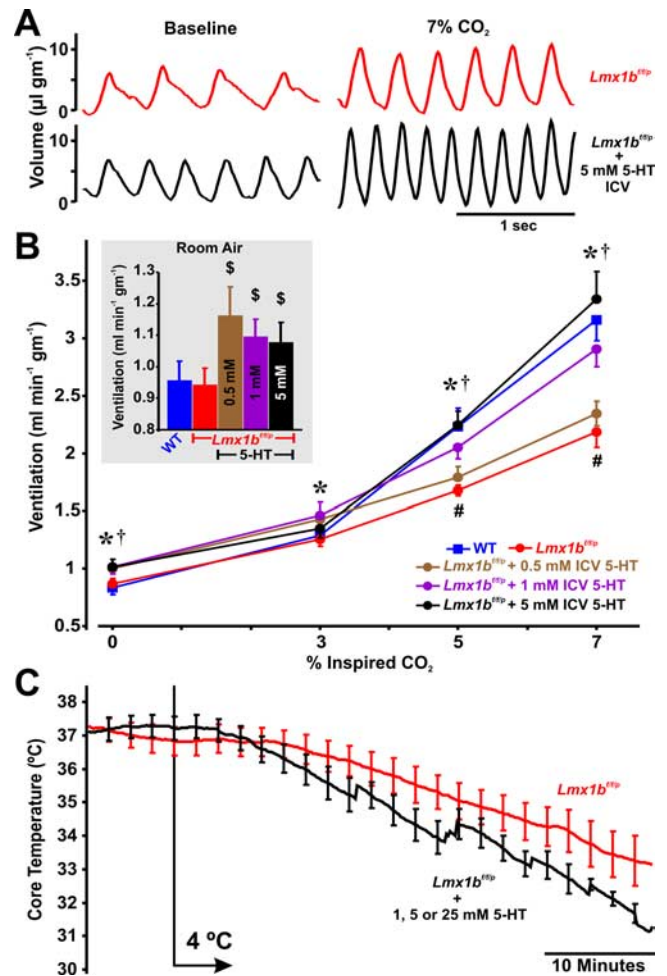 A
Baseline
7% CO₂
Volume (µl gm⁻¹)
10
0
10
0
Lmx1b^f/f/p
Lmx1b^f/f/p
+
5 mM 5-HT
ICV
1 sec
B
Room Air
Ventilation (ml min⁻¹ gm⁻¹)
1.3
1.2
1.1
1.0
0.9
0.8
$
$
$
0.5 mM
1 mM
5 mM
WT
Lmx1b^f/f/p
5-HT
Ventilation (ml min⁻¹ gm⁻¹)
3.5
3
2.5
2
1.5
1
0.5
*†
*
*†
*†
#
#
WT
Lmx1b^f/f/p
Lmx1b^f/f/p + 0.5 mM ICV 5-HT
Lmx1b^f/f/p + 1 mM ICV 5-HT
Lmx1b^f/f/p + 5 mM ICV 5-HT
0
3
5
7
% Inspired CO₂
C
Core Temperature (ºC)
38
37
36
35
34
33
32
31
30
Lmx1b^f/f/p
Lmx1b^f/f/p
+
1, 5 or 25 mM 5-HT
4 ºC
10 Minutes